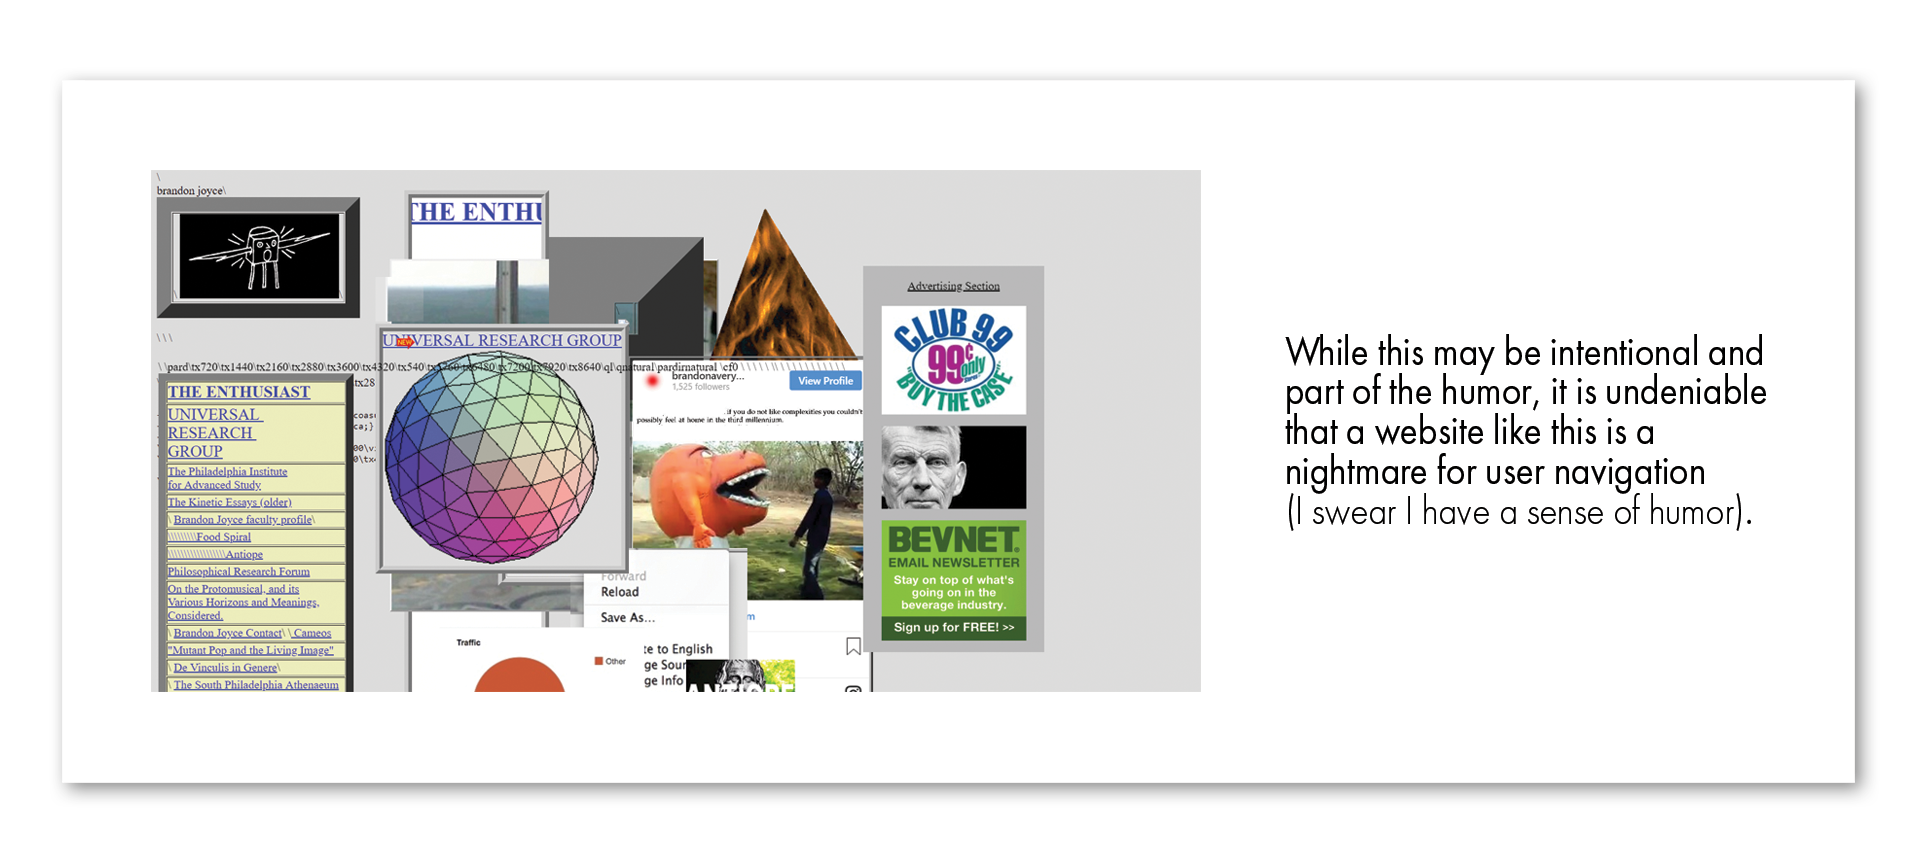 \
brandon joyce\
\\\
\\pard\tx720\tx1440\tx2160\tx2880\tx3600\tx4320\tx540\tx\tx6480\tx7200\tx7920\tx8640\ql\qnatural\pardirnatural \cf0
THE ENTHUSIAST
UNIVERSAL
RESEARCH
GROUP
The Philadelphia Institute
for Advanced Study
The Kinetic Essays (older)
\ Brandon Joyce faculty profile\
\\\\\\\\\Food Spiral
\\\\\\\\\\\\\\\\\\Antiope
Philosophical Research Forum
On the Protomusical, and its
Various Horizons and Meanings,
Considered.
\ Brandon Joyce Contact\ \ Cameos
"Mutant Pop and the Living Image"
\ De Vinculis in Genere\
\ The South Philadelphia Athenaeum
THE ENTHU
NEW
UNIVERSAL RESEARCH GROUP
brandonavery...
1,525 followers
View Profile
if you do not like complexities you couldn't
possibly feel at home in the third millennium.
Forward
Reload
Save As...
te to English
ge Sour
ge Info
Traffic
Other
ANTIOPE
Advertising Section
CLUB 99
99¢
only
BUY THE CASE
BEVNET.
EMAIL NEWSLETTER
Stay on top of what's
going on in the
beverage industry.
Sign up for FREE! >>
While this may be intentional and
part of the humor, it is undeniable
that a website like this is a
nightmare for user navigation
(I swear I have a sense of humor).